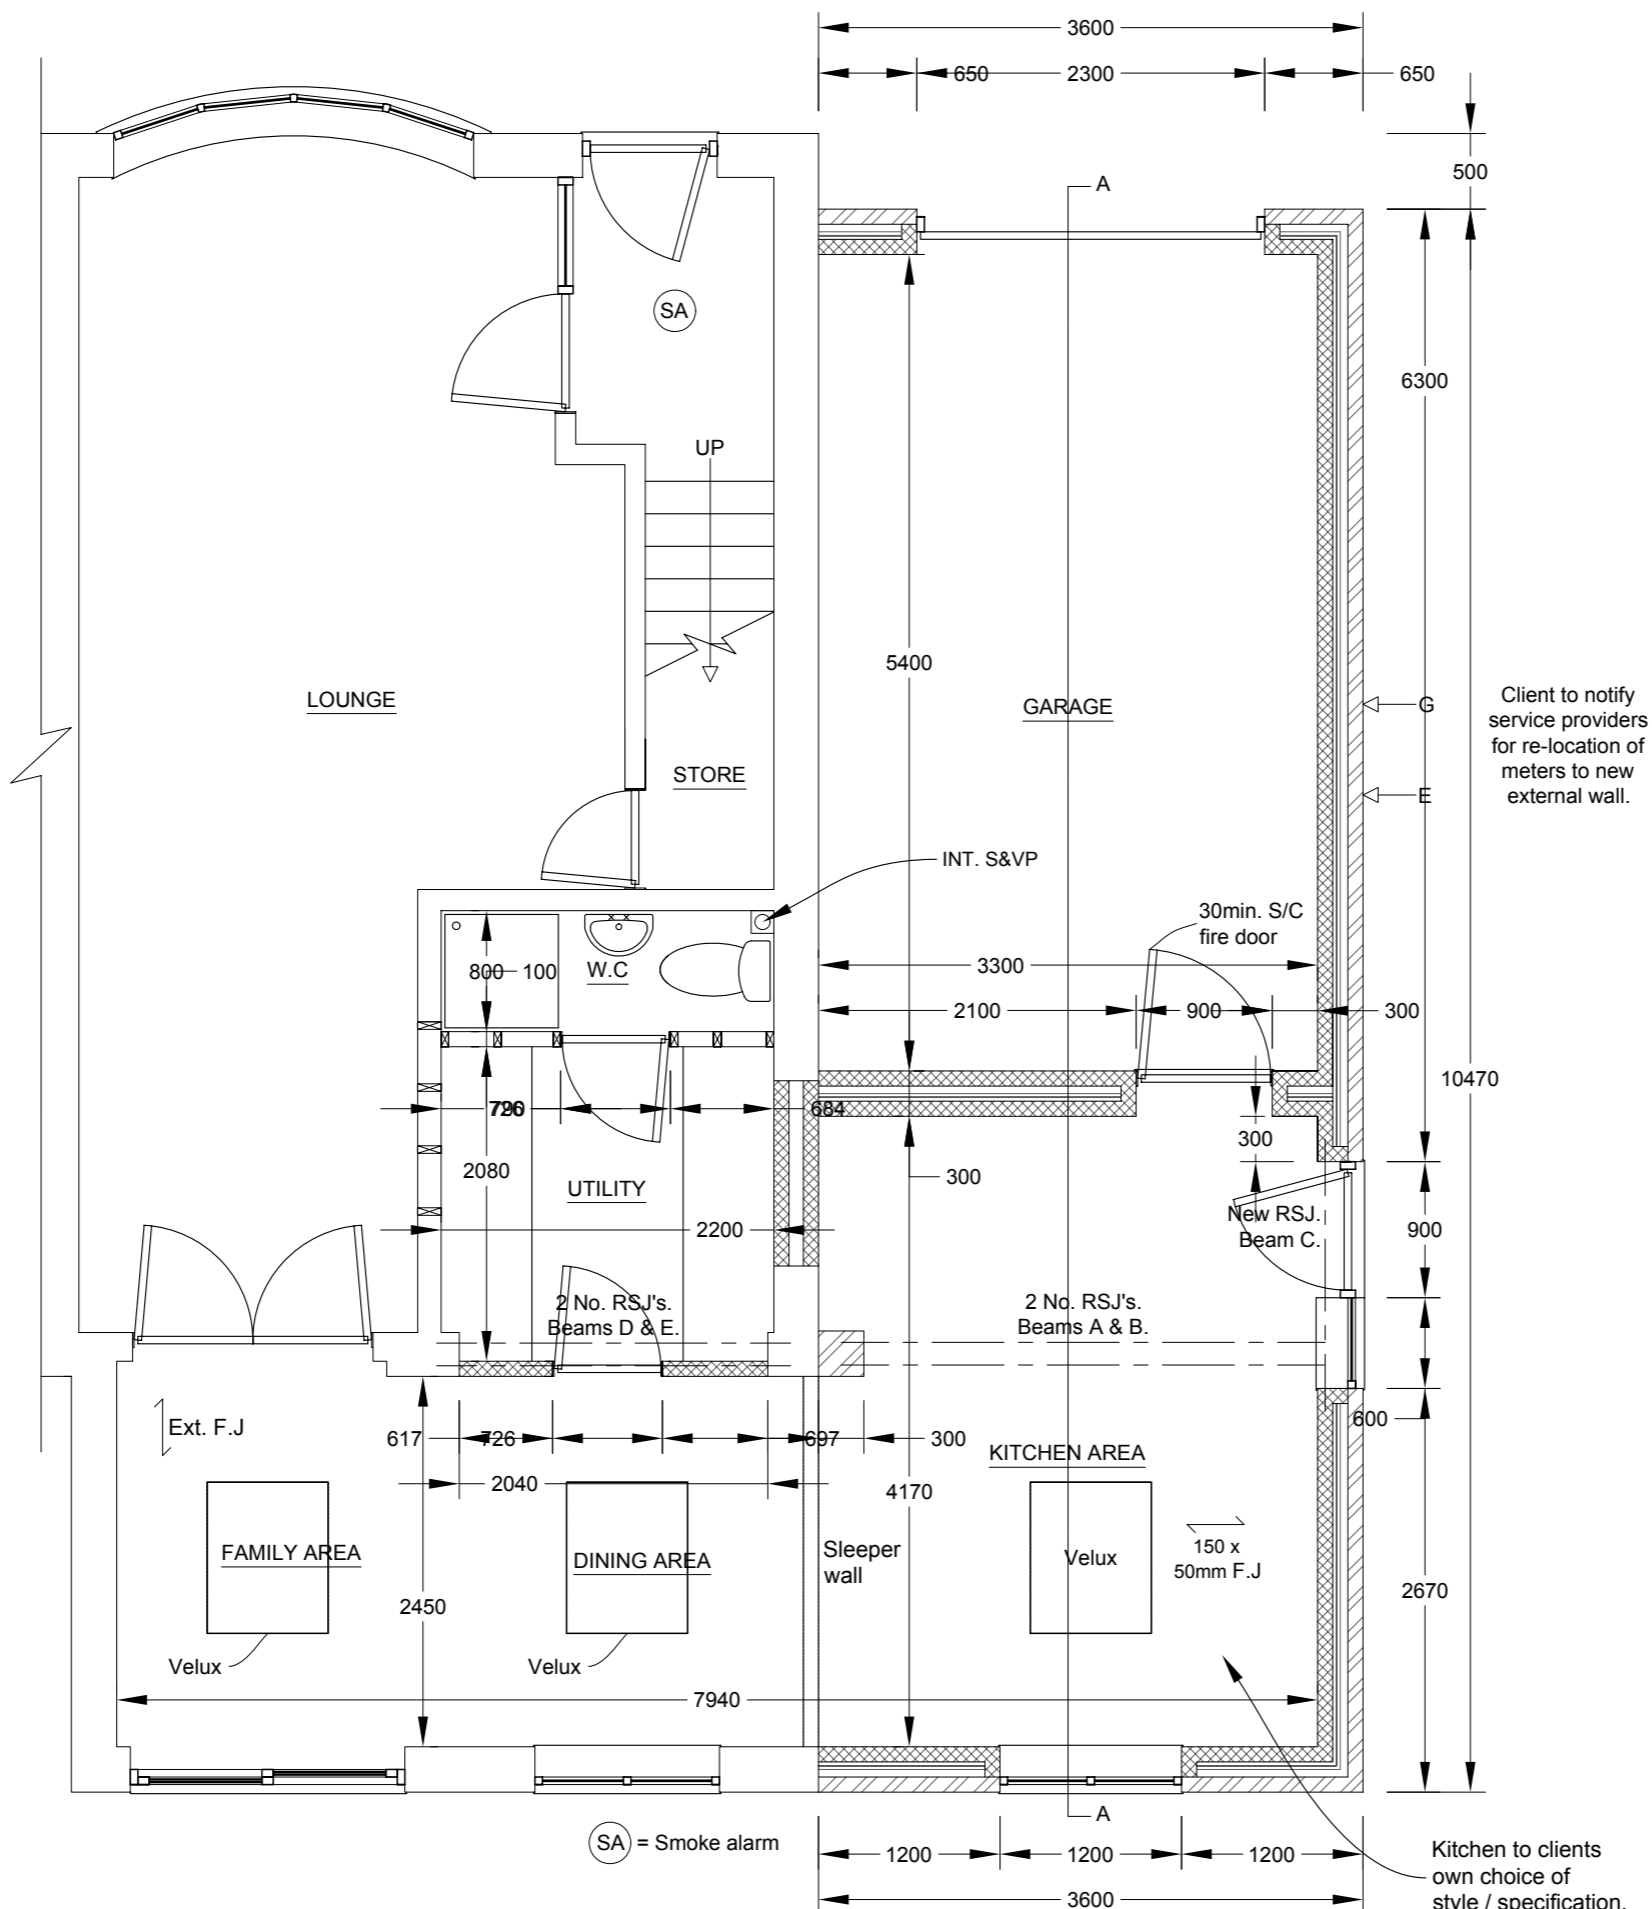 3600
650
2300
650
500
A
SA
6300
UP
5400
LOUNGE
GARAGE
G
Client to notify
service providers
for re-location of
meters to new
external wall.
STORE
E
INT. S&VP
30min. S/C
fire door
800
100
W.C
3300
2100
900
300
10470
726
684
300
2080
300
UTILITY
2200
New RSJ.
Beam C.
900
2 No. RSJ's.
Beams D & E.
2 No. RSJ's.
Beams A & B.
600
Ext. F.J
617
726
697
300
KITCHEN AREA
2040
4170
FAMILY AREA
DINING AREA
Sleeper
wall
Velux
150 x
50mm F.J
2450
2670
Velux
Velux
7940
A
SA = Smoke alarm
1200
1200
1200
Kitchen to clients
own choice of
style / specification.
3600